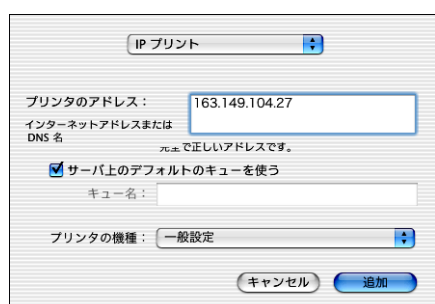 IP プリント
プリンタのアドレス：
163.149.104.27
インターネットアドレスまたは
DNS 名
で正しいアドレスです。
サーバ上のデフォルトのキューを使う
キュー名：
プリンタの機種：
一般設定
キャンセル
追加